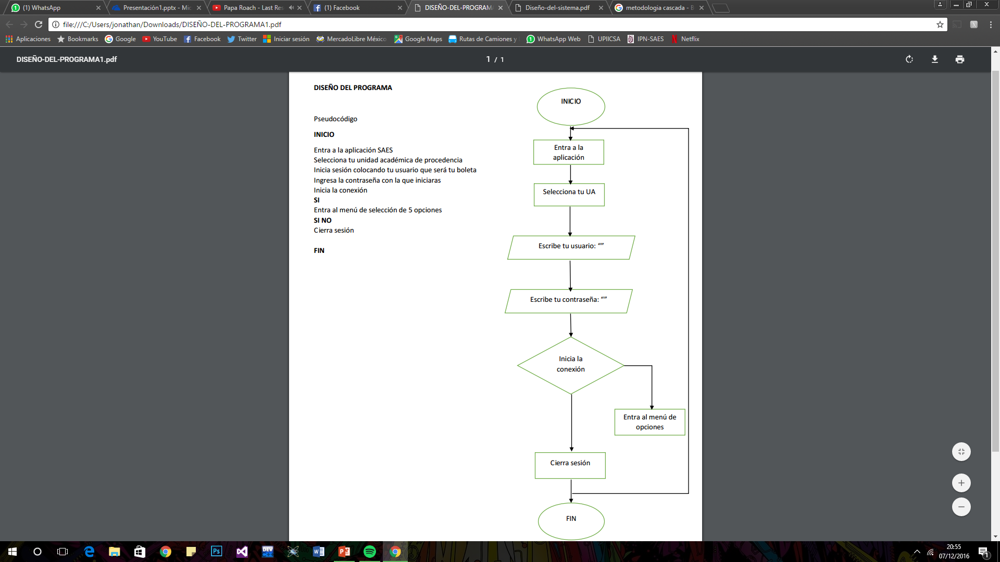 (1) WhatsApp
Presentación1.pptx - Mic
Papa Roach - Last Res
(1) Facebook
DISEÑO-DEL-PROGRAMA
Diseño-del-sistema.pdf
metodologia cascada - B
file:///C:/Users/jonathan/Downloads/DISEÑO-DEL-PROGRAMA1.pdf
Aplicaciones
Bookmarks
Google
YouTube
Facebook
Twitter
Iniciar sesión
MercadoLibre México
Google Maps
Rutas de Camiones y
WhatsApp Web
UPIICSA
IPN-SAES
Netflix
DISEÑO-DEL-PROGRAMA1.pdf
1 / 1
DISEÑO DEL PROGRAMA
Pseudocódigo
INICIO
Entra a la aplicación SAES
Selecciona tu unidad académica de procedencia
Inicia sesión colocando tu usuario que será tu boleta
Ingresa la contraseña con la que iniciaras
Inicia la conexión
SI
Entra al menú de selección de 5 opciones
SI NO
Cierra sesión
FIN
INICIO
Entra a la
aplicación
Selecciona tu UA
Escribe tu usuario: “”
Escribe tu contraseña: “”
Inicia la
conexión
Entra al menú de
opciones
Cierra sesión
FIN
Ps
DEV
20:55
07/12/2016
1